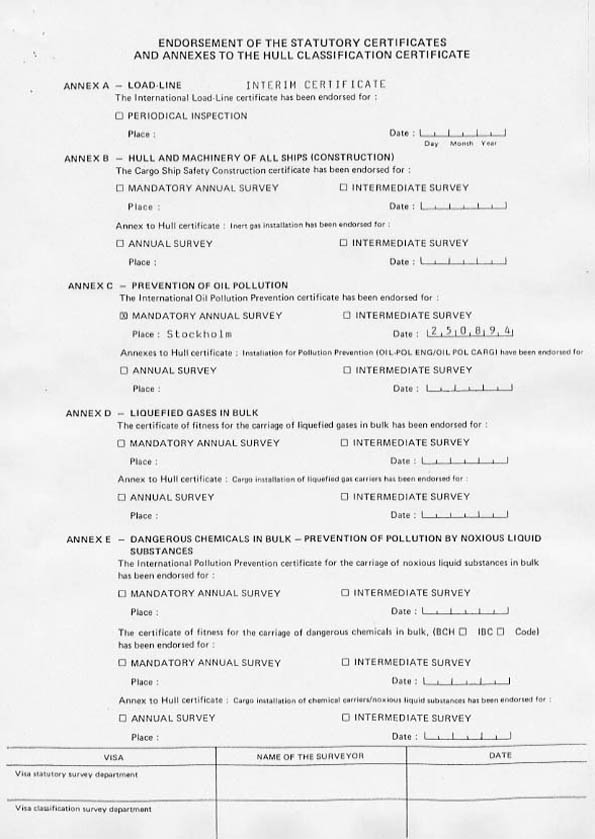 ENDORSEMENT OF THE STATUTORY CERTIFICATES
AND ANNEXES TO THE HULL CLASSIFICATION CERTIFICATE
ANNEX A – LOAD-LINE INTERIM CERTIFICATE
The International Load-Line certificate has been endorsed for :
☐ PERIODICAL INSPECTION
Place : Date :
Day Month Year
ANNEX B – HULL AND MACHINERY OF ALL SHIPS (CONSTRUCTION)
The Cargo Ship Safety Construction certificate has been endorsed for :
☐ MANDATORY ANNUAL SURVEY ☐ INTERMEDIATE SURVEY
Place : Date :
Annex to Hull certificate : Inert gas installation has been endorsed for :
☐ ANNUAL SURVEY ☐ INTERMEDIATE SURVEY
Place : Date :
ANNEX C – PREVENTION OF OIL POLLUTION
The International Oil Pollution Prevention certificate has been endorsed for :
☒ MANDATORY ANNUAL SURVEY ☐ INTERMEDIATE SURVEY
Place : Stockholm Date : 250894
Annexes to Hull certificate : Installation for Pollution Prevention (OIL-POL ENG/OIL POL CARG) have been endorsed for
☐ ANNUAL SURVEY ☐ INTERMEDIATE SURVEY
Place : Date :
ANNEX D – LIQUEFIED GASES IN BULK
The certificate of fitness for the carriage of liquefied gases in bulk has been endorsed for :
☐ MANDATORY ANNUAL SURVEY ☐ INTERMEDIATE SURVEY
Place : Date :
Annex to Hull certificate : Cargo installation of liquefied gas carriers has been endorsed for :
☐ ANNUAL SURVEY ☐ INTERMEDIATE SURVEY
Place : Date :
ANNEX E – DANGEROUS CHEMICALS IN BULK – PREVENTION OF POLLUTION BY NOXIOUS LIQUID
SUBSTANCES
The International Pollution Prevention certificate for the carriage of noxious liquid substances in bulk
has been endorsed for :
☐ MANDATORY ANNUAL SURVEY ☐ INTERMEDIATE SURVEY
Place : Date :
The certificate of fitness for the carriage of dangerous chemicals in bulk, (BCH ☐ IBC ☐ Code)
has been endorsed for :
☐ MANDATORY ANNUAL SURVEY ☐ INTERMEDIATE SURVEY
Place : Date :
Annex to Hull certificate : Cargo installation of chemical carriers/noxious liquid substances has been endorsed for :
☐ ANNUAL SURVEY ☐ INTERMEDIATE SURVEY
Place : Date :
VISA NAME OF THE SURVEYOR DATE
Visa statutory survey department
Visa classification survey department